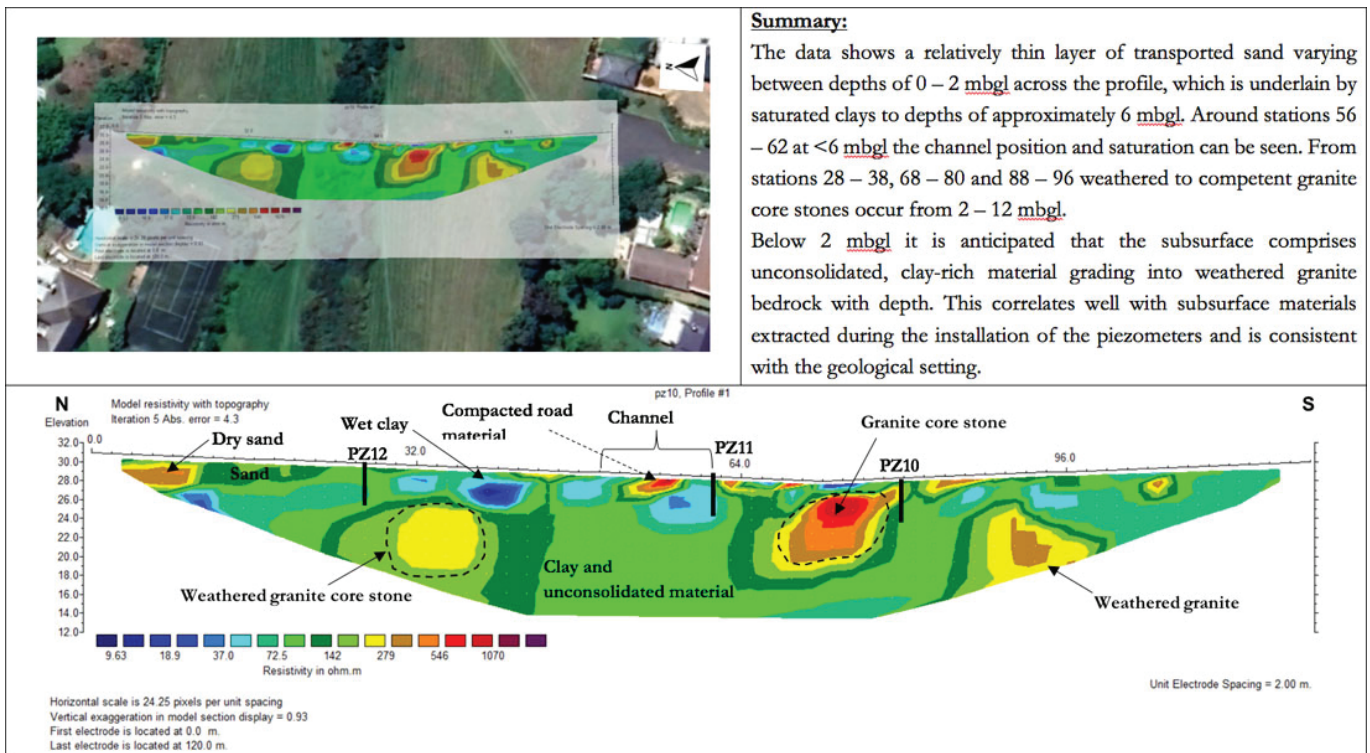 Summary:
The data shows a relatively thin layer of transported sand varying
between depths of 0 – 2 mbgl across the profile, which is underlain by
saturated clays to depths of approximately 6 mbgl. Around stations 56
– 62 at <6 mbgl the channel position and saturation can be seen. From
stations 28 – 38, 68 – 80 and 88 – 96 weathered to competent granite
core stones occur from 2 – 12 mbgl.
Below 2 mbgl it is anticipated that the subsurface comprises
unconsolidated, clay-rich material grading into weathered granite
bedrock with depth. This correlates well with subsurface materials
extracted during the installation of the piezometers and is consistent
with the geological setting.
N
Model resistivity with topography
Iteration 5 Abs. error = 4.3
pz10, Profile #1
S
Elevation
0.0
32.0
64.0
96.0
32.0
30.0
28.0
26.0
24.0
22.0
20.0
18.0
16.0
14.0
12.0
Dry sand
Sand
PZ12
Wet clay
Compacted road
material
Channel
PZ11
Granite core stone
PZ10
Weathered granite core stone
Clay and
unconsolidated material
Weathered granite
9.63 18.9 37.0 72.5 142 279 546 1070
Resistivity in ohm.m
Unit Electrode Spacing = 2.00 m.
Horizontal scale is 24.25 pixels per unit spacing
Vertical exaggeration in model section display = 0.93
First electrode is located at 0.0 m.
Last electrode is located at 120.0 m.